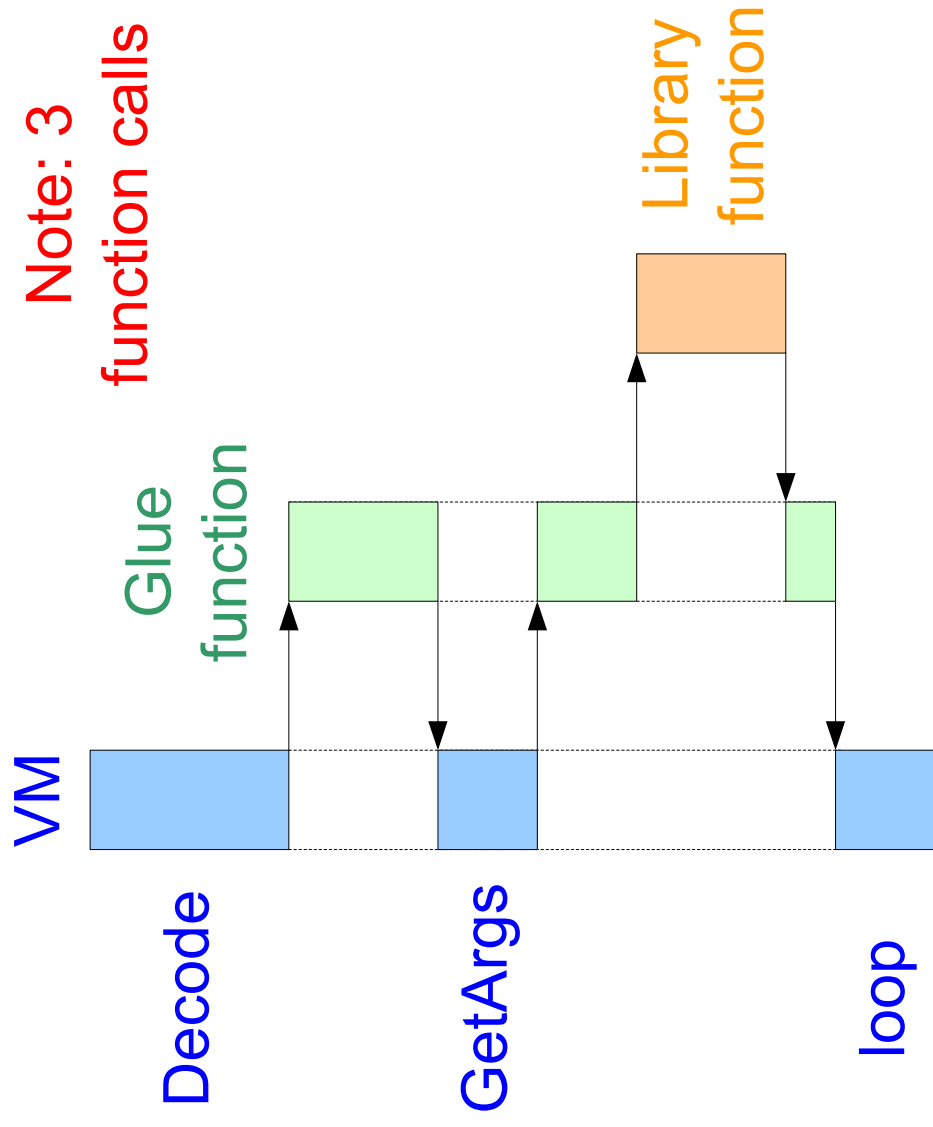 VM
Note: 3
function calls
Glue
function
Decode
GetArgs
Library
function
loop